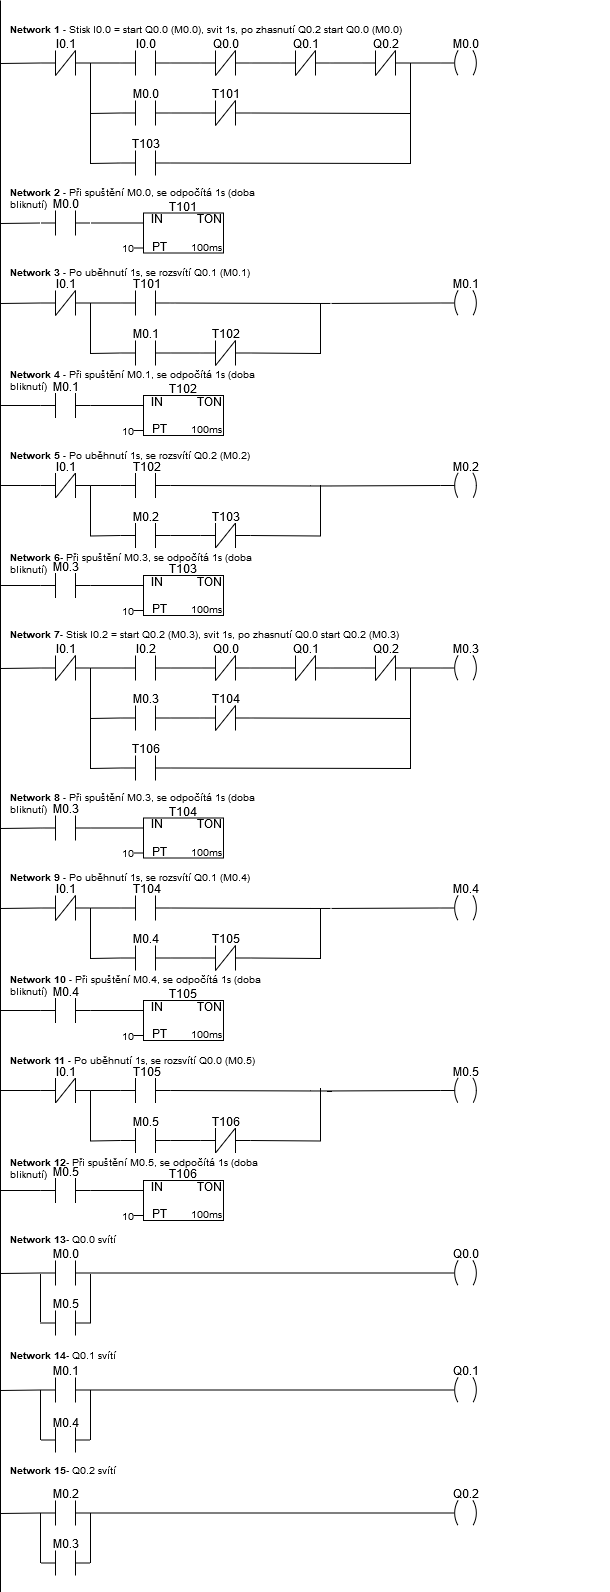 Network 1 - Stisk I0.0 = start Q0.0 (M0.0), svit 1s, po zhasnutí Q0.2 start Q0.0 (M0.0)
I0.1 I0.0 Q0.0 Q0.1 Q0.2 M0.0
M0.0 T101
T103
Network 2 - Při spuštění M0.0, se odpočítá 1s (doba
bliknutí) M0.0
T101
IN TON
10 PT 100ms
Network 3 - Po uběhnutí 1s, se rozsvítí Q0.1 (M0.1)
I0.1 T101 M0.1
M0.1 T102
Network 4 - Při spuštění M0.1, se odpočítá 1s (doba
bliknutí) M0.1
T102
IN TON
10 PT 100ms
Network 5 - Po uběhnutí 1s, se rozsvítí Q0.2 (M0.2)
I0.1 T102 M0.2
M0.2 T103
Network 6- Při spuštění M0.3, se odpočítá 1s (doba
bliknutí) M0.3
T103
IN TON
10 PT 100ms
Network 7- Stisk I0.2 = start Q0.2 (M0.3), svit 1s, po zhasnutí Q0.0 start Q0.2 (M0.3)
I0.1 I0.2 Q0.0 Q0.1 Q0.2 M0.3
M0.3 T104
T106
Network 8 - Při spuštění M0.3, se odpočítá 1s (doba
bliknutí) M0.3
T104
IN TON
10 PT 100ms
Network 9 - Po uběhnutí 1s, se rozsvítí Q0.1 (M0.4)
I0.1 T104 M0.4
M0.4 T105
Network 10 - Při spuštění M0.4, se odpočítá 1s (doba
bliknutí) M0.4
T105
IN TON
10 PT 100ms
Network 11 - Po uběhnutí 1s, se rozsvítí Q0.0 (M0.5)
I0.1 T105 M0.5
M0.5 T106
Network 12- Při spuštění M0.5, se odpočítá 1s (doba
bliknutí) M0.5
T106
IN TON
10 PT 100ms
Network 13- Q0.0 svítí
M0.0 Q0.0
M0.5
Network 14- Q0.1 svítí
M0.1 Q0.1
M0.4
Network 15- Q0.2 svítí
M0.2 Q0.2
M0.3